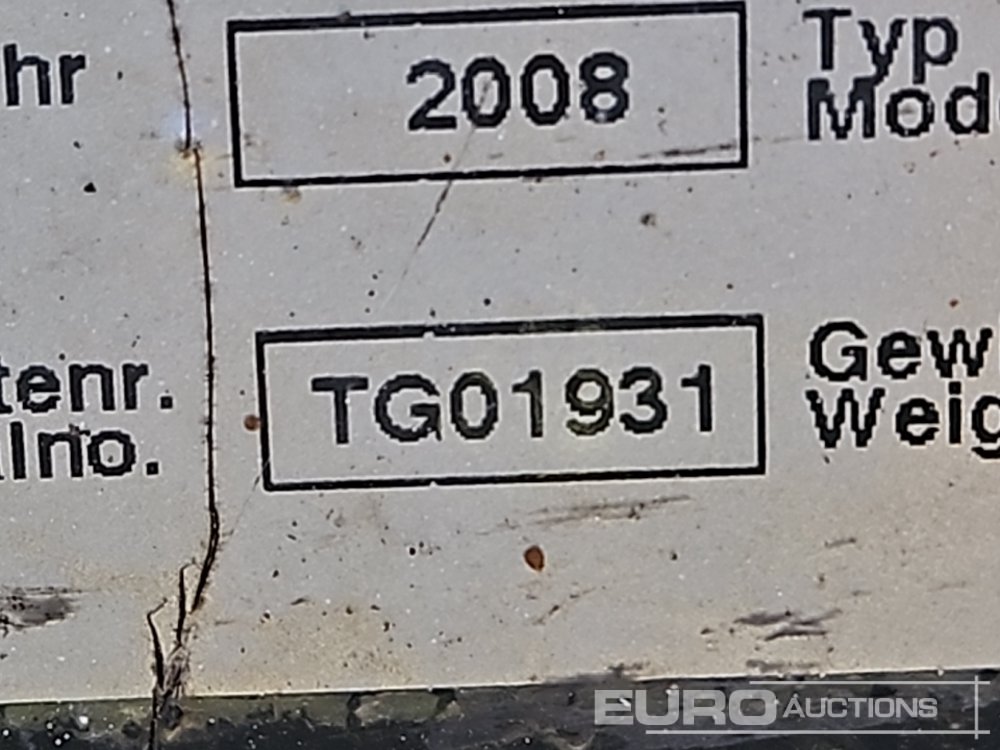 hr 2008 Typ
Mod
tenr. TG01931 Gew
lno. Weig
EURO AUCTIONS